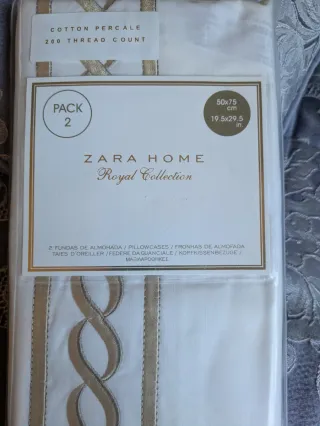 COTTON PERCALE
200 THREAD COUNT
PACK
2
50x75
cm
19.5x29.5
in
ZARA HOME
Royal Collection
2 FUNDAS DE ALMOHADA / PILLOWCASES / FRONHAS DE ALMOFADA
TAIES D'OREILLER / FEDERE DA GUANCIALE / KOPFKISSENBEZÜGE /